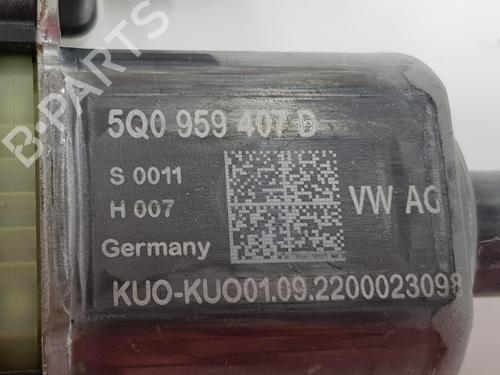 5Q0 959 407 D
S 0011
H 007
VW AG
Germany
KUO-KUO01.09.2200023098
B-PARTS